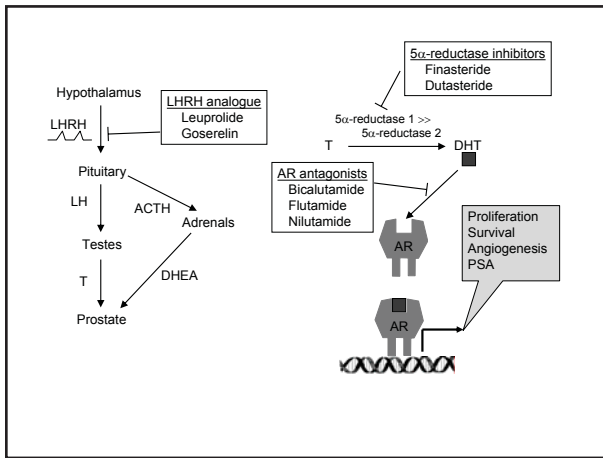 Hypothalamus
LHRH
LHRH analogue
Leuprolide
Goserelin
Pituitary
LH
ACTH
Adrenals
Testes
T
DHEA
Prostate
5α-reductase inhibitors
Finasteride
Dutasteride
5α-reductase 1 >>
5α-reductase 2
T
DHT
AR antagonists
Bicalutamide
Flutamide
Nilutamide
AR
Proliferation
Survival
Angiogenesis
PSA
AR